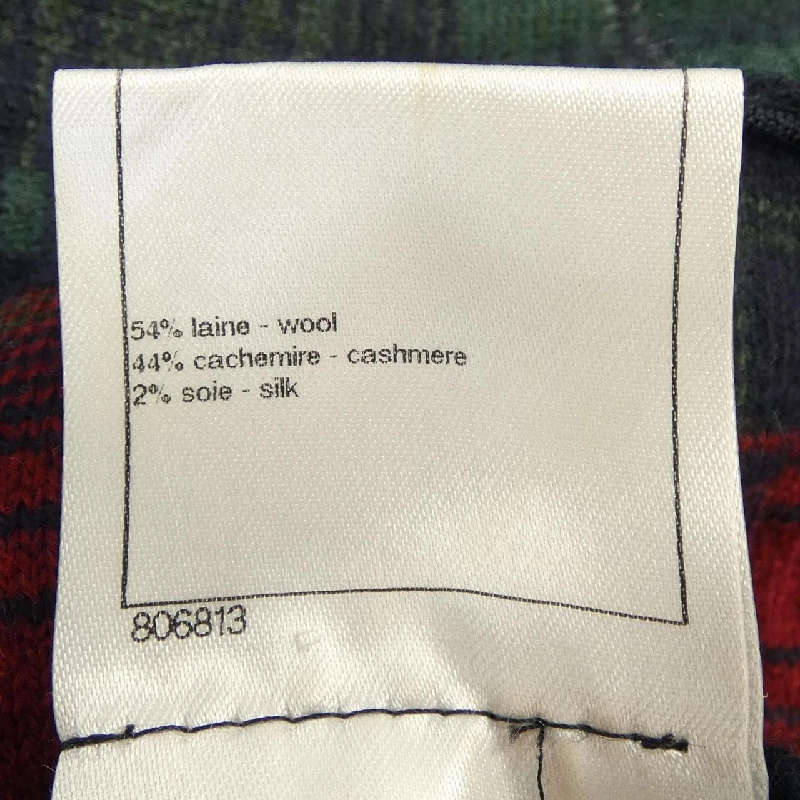 54% laine - wool
44% cachemire - cashmere
2% soie - silk
806813